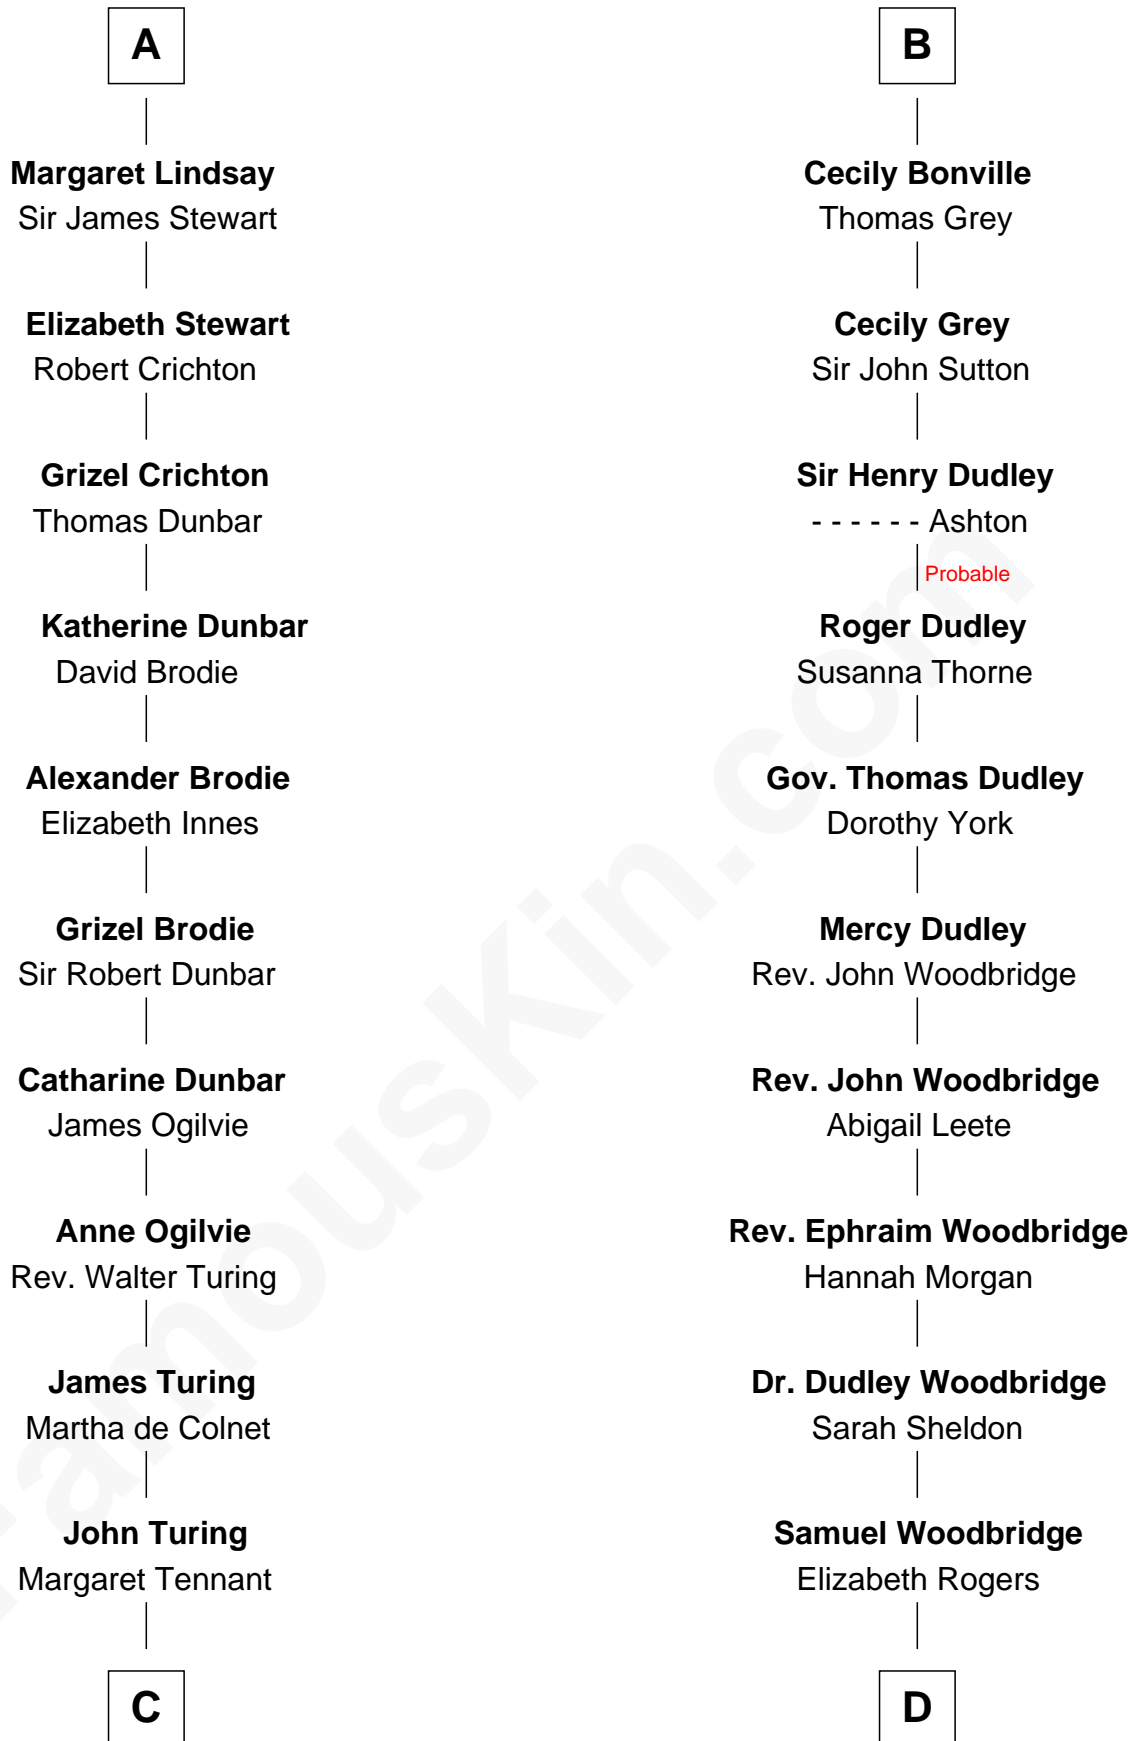 A
Margaret Lindsay
Sir James Stewart
Elizabeth Stewart
Robert Crichton
Grizel Crichton
Thomas Dunbar
Katherine Dunbar
David Brodie
Alexander Brodie
Elizabeth Innes
Grizel Brodie
Sir Robert Dunbar
Catharine Dunbar
James Ogilvie
Anne Ogilvie
Rev. Walter Turing
James Turing
Martha de Colnet
John Turing
Margaret Tennant
C
B
Cecily Bonville
Thomas Grey
Cecily Grey
Sir John Sutton
Sir Henry Dudley
- - - - - - Ashton
Probable
Roger Dudley
Susanna Thorne
Gov. Thomas Dudley
Dorothy York
Mercy Dudley
Rev. John Woodbridge
Rev. John Woodbridge
Abigail Leete
Rev. Ephraim Woodbridge
Hannah Morgan
Dr. Dudley Woodbridge
Sarah Sheldon
Samuel Woodbridge
Elizabeth Rogers
D
FamousKin.com